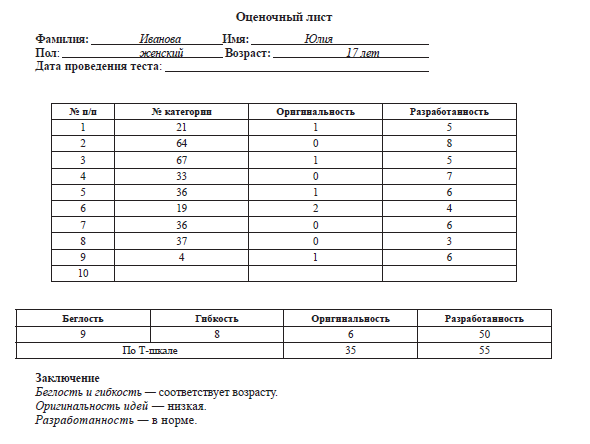 Оценочный лист
Фамилия: Иванова Имя: Юлия
Пол: женский Возраст: 17 лет
Дата проведения теста:
№ п/п № категории Оригинальность Разработанность
1 21 1 5
2 64 0 8
3 67 1 5
4 33 0 7
5 36 1 6
6 19 2 4
7 36 0 6
8 37 0 3
9 4 1 6
10
Беглость Гибкость Оригинальность Разработанность
9 8 6 50
По Т-шкале 35 55
Заключение
Беглость и гибкость — соответствует возрасту.
Оригинальность идей — низкая.
Разработанность — в норме.